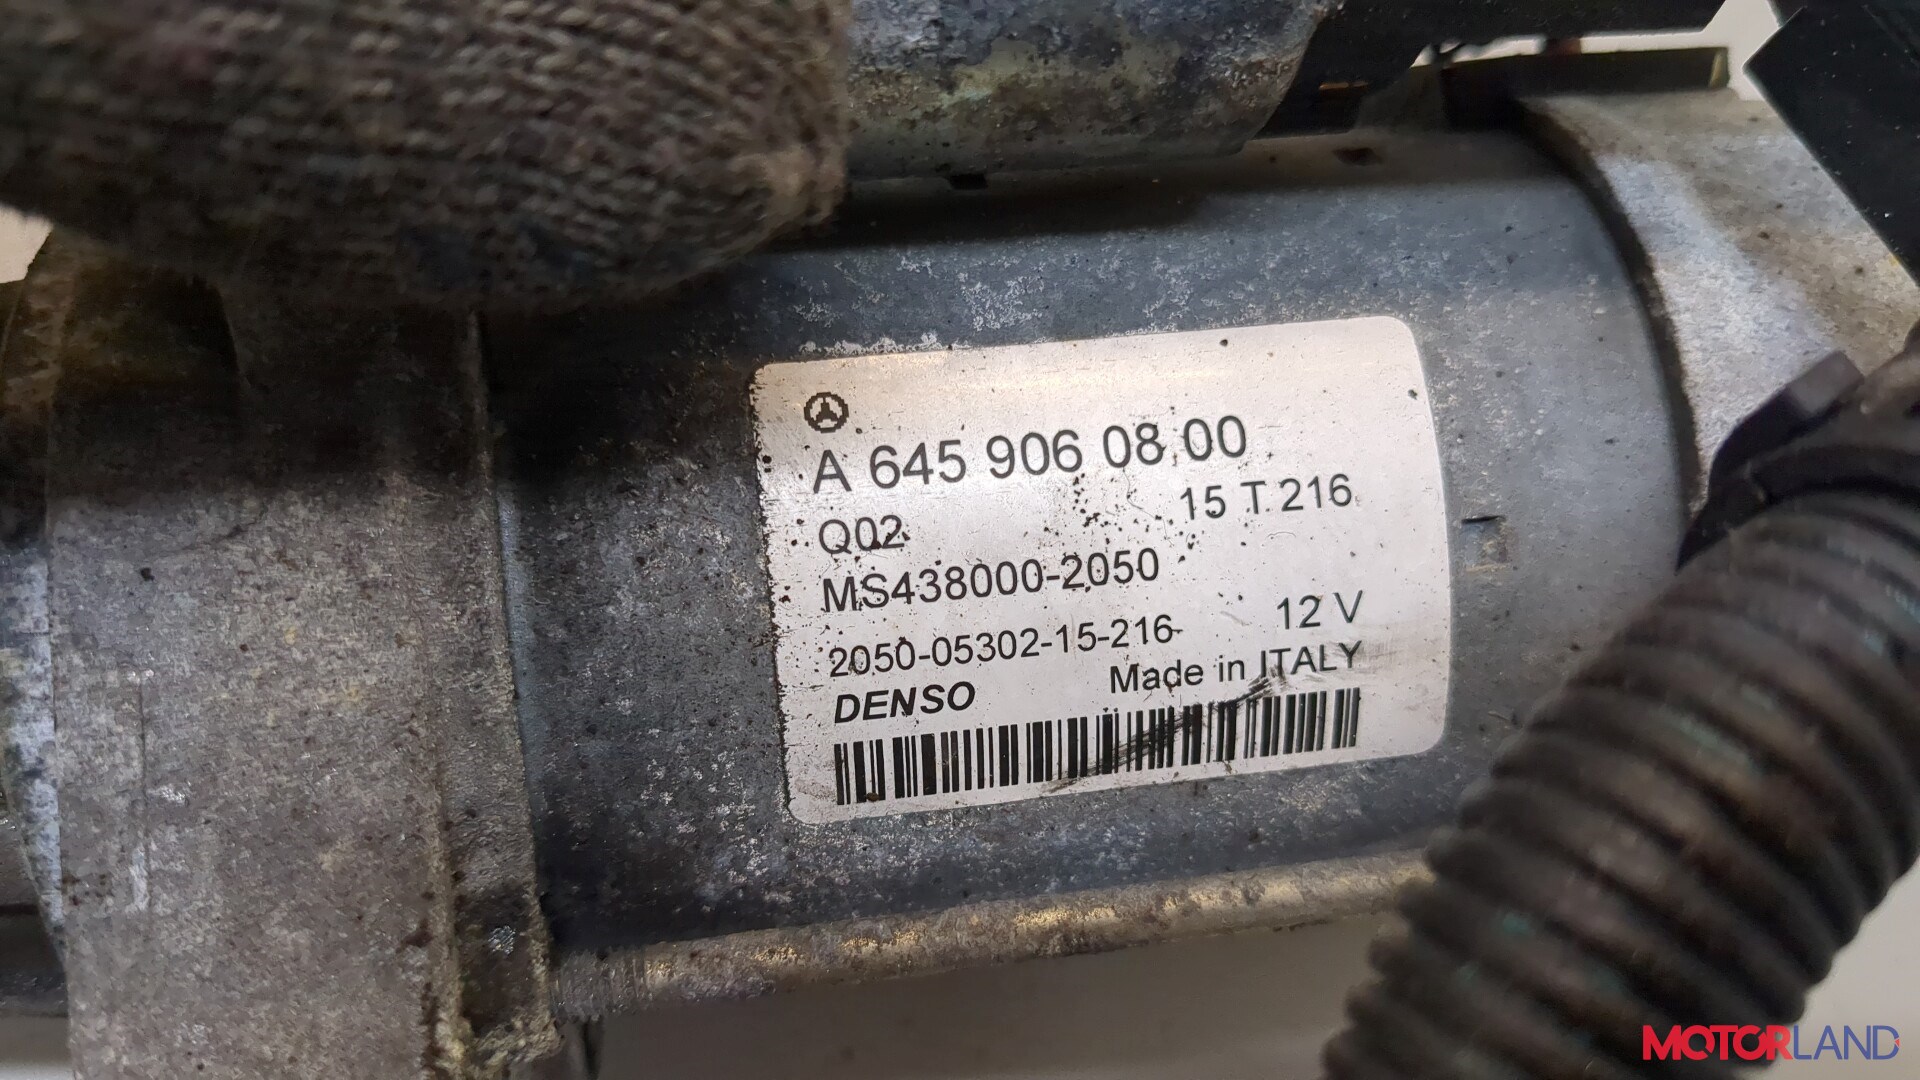 A 645 906 08 00
Q02 15 T 216
MS438000-2050
2050-05302-15-216 12 V
DENSO Made in ITALY
MOTORLAND